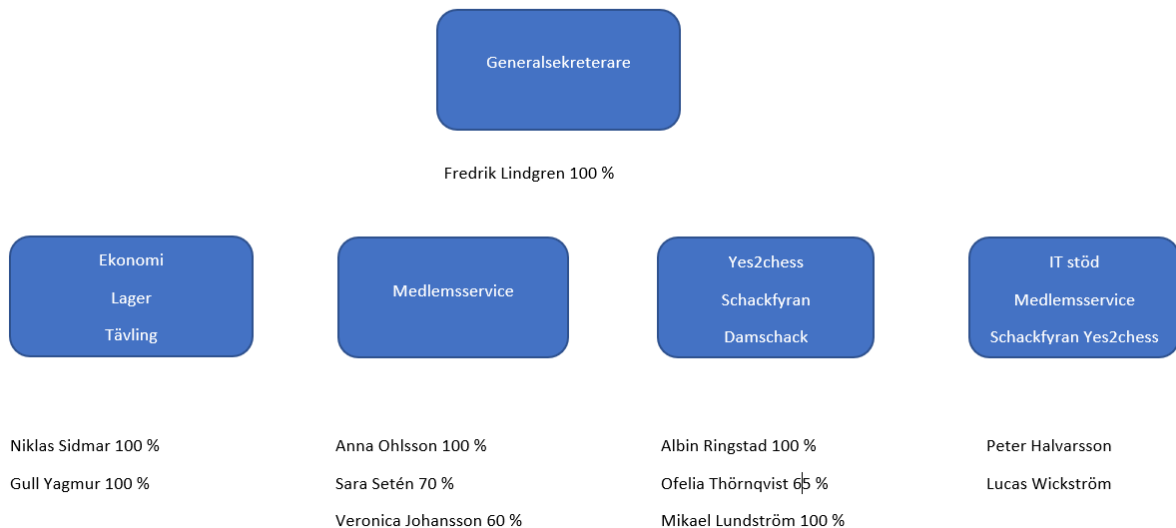 Generalsekreterare
Fredrik Lindgren 100 %
Ekonomi
Lager
Tävling
Medlemsservice
Yes2chess
Schackfyran
Damschack
IT stöd
Medlemsservice
Schackfyran Yes2chess
Niklas Sidmar 100 %
Gull Yagmur 100 %
Anna Ohlsson 100 %
Sara Setén 70 %
Veronica Johansson 60 %
Albin Ringstad 100 %
Ofelia Thörnqvist 65 %
Mikael Lundström 100 %
Peter Halvarsson
Lucas Wickström